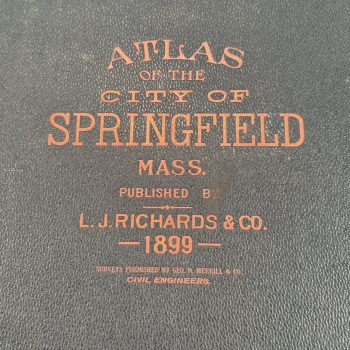 ATLAS
OF THE
CITY OF
SPRINGFIELD
MASS.
PUBLISHED B
L. J. RICHARDS & CO.
1899
SURVEYS FURNISHED BY GEO. N. MERRILL & CO.
CIVIL ENGINEERS.